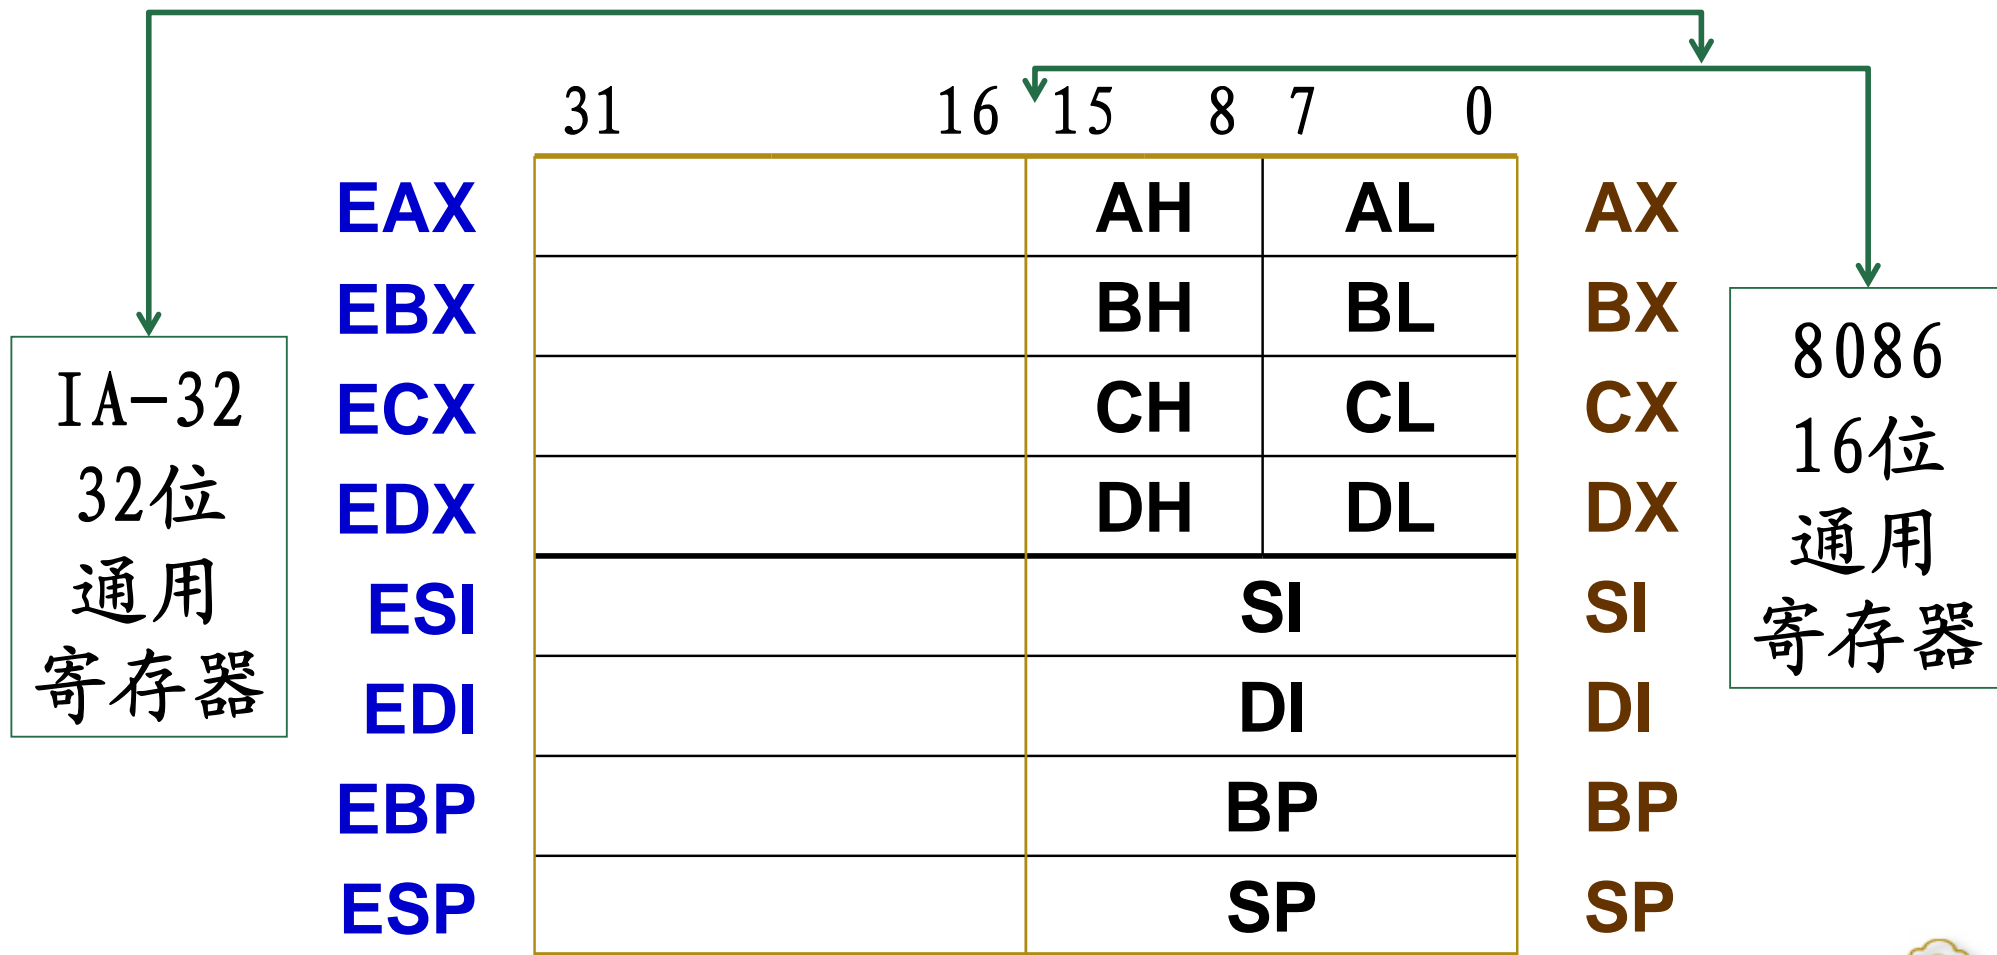 31 16 15 8 7 0
EAX AH AL AX
EBX BH BL BX
ECX CH CL CX
EDX DH DL DX
ESI SI SI
EDI DI DI
EBP BP BP
ESP SP SP
IA-32
32位
通用
寄存器
8086
16位
通用
寄存器